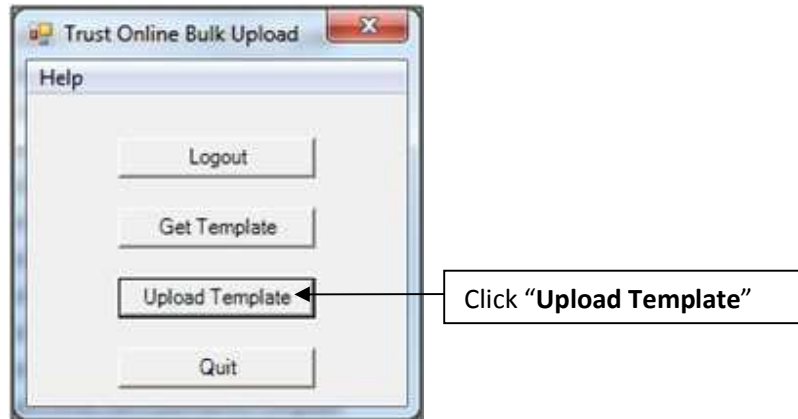 Trust Online Bulk Upload
Help
Logout
Get Template
Upload Template
Click “Upload Template”
Quit